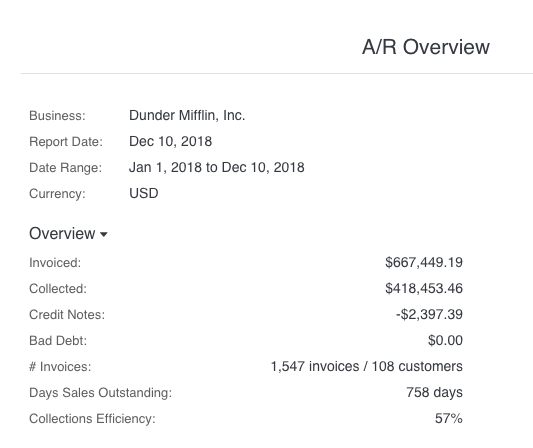 A/R Overview
Business: Dunder Mifflin, Inc.
Report Date: Dec 10, 2018
Date Range: Jan 1, 2018 to Dec 10, 2018
Currency: USD
Overview
Invoiced: $667,449.19
Collected: $418,453.46
Credit Notes: -$2,397.39
Bad Debt: $0.00
# Invoices: 1,547 invoices / 108 customers
Days Sales Outstanding: 758 days
Collections Efficiency: 57%